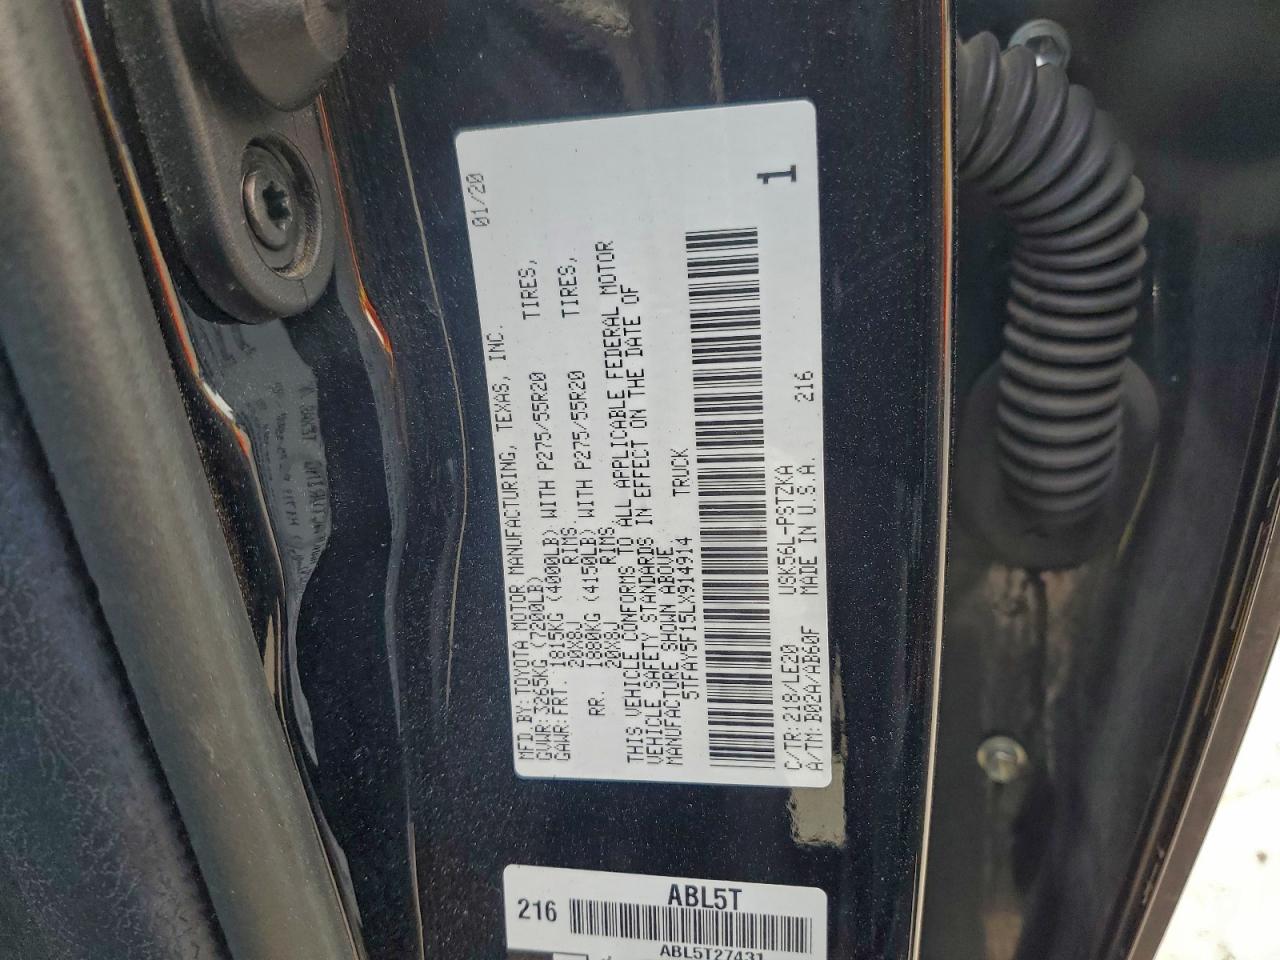 MFD.BY:TOYOTA MOTOR MANUFACTURING, TEXAS, INC. 01/20
GVWR:3265KG (7200LB)
GAWR:FRT. 1815KG (4000LB) WITH P275/55R20 TIRES,
20X8J RIMS
RR. 1880KG (4150LB) WITH P275/55R20 TIRES,
20X8J RIMS
THIS VEHICLE CONFORMS TO ALL APPLICABLE FEDERAL MOTOR
VEHICLE SAFETY STANDARDS IN EFFECT ON THE DATE OF
MANUFACTURE SHOWN ABOVE
5TFAY5F15LX914914 TRUCK
1
C/TR:218/LE20 USK56L-PSTZKA
A/TM:B02A/AB60F MADE IN U.S.A. 216
ABL5T
216
ABL5T27431